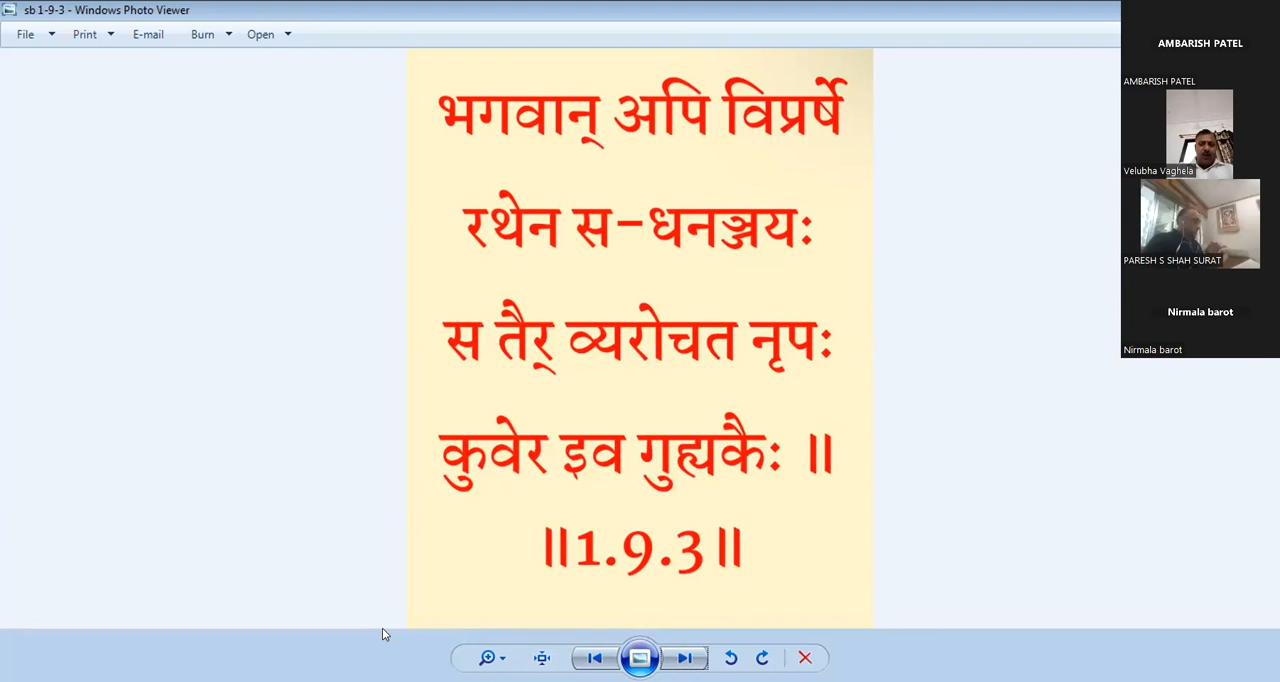 sb 1-9-3 - Windows Photo Viewer
File Print E-mail Burn Open
भगवान् अपि विप्रर्षे
रथेन स-धनञ्जयः
स तैर् व्यरोचत नृपः
कुवेर इव गुह्यकैः ॥
॥1.9.3॥
AMBARISH PATEL
AMBARISH PATEL
Velubha Vaghela
PARESH S SHAH SURAT
Nirmala barot
Nirmala barot